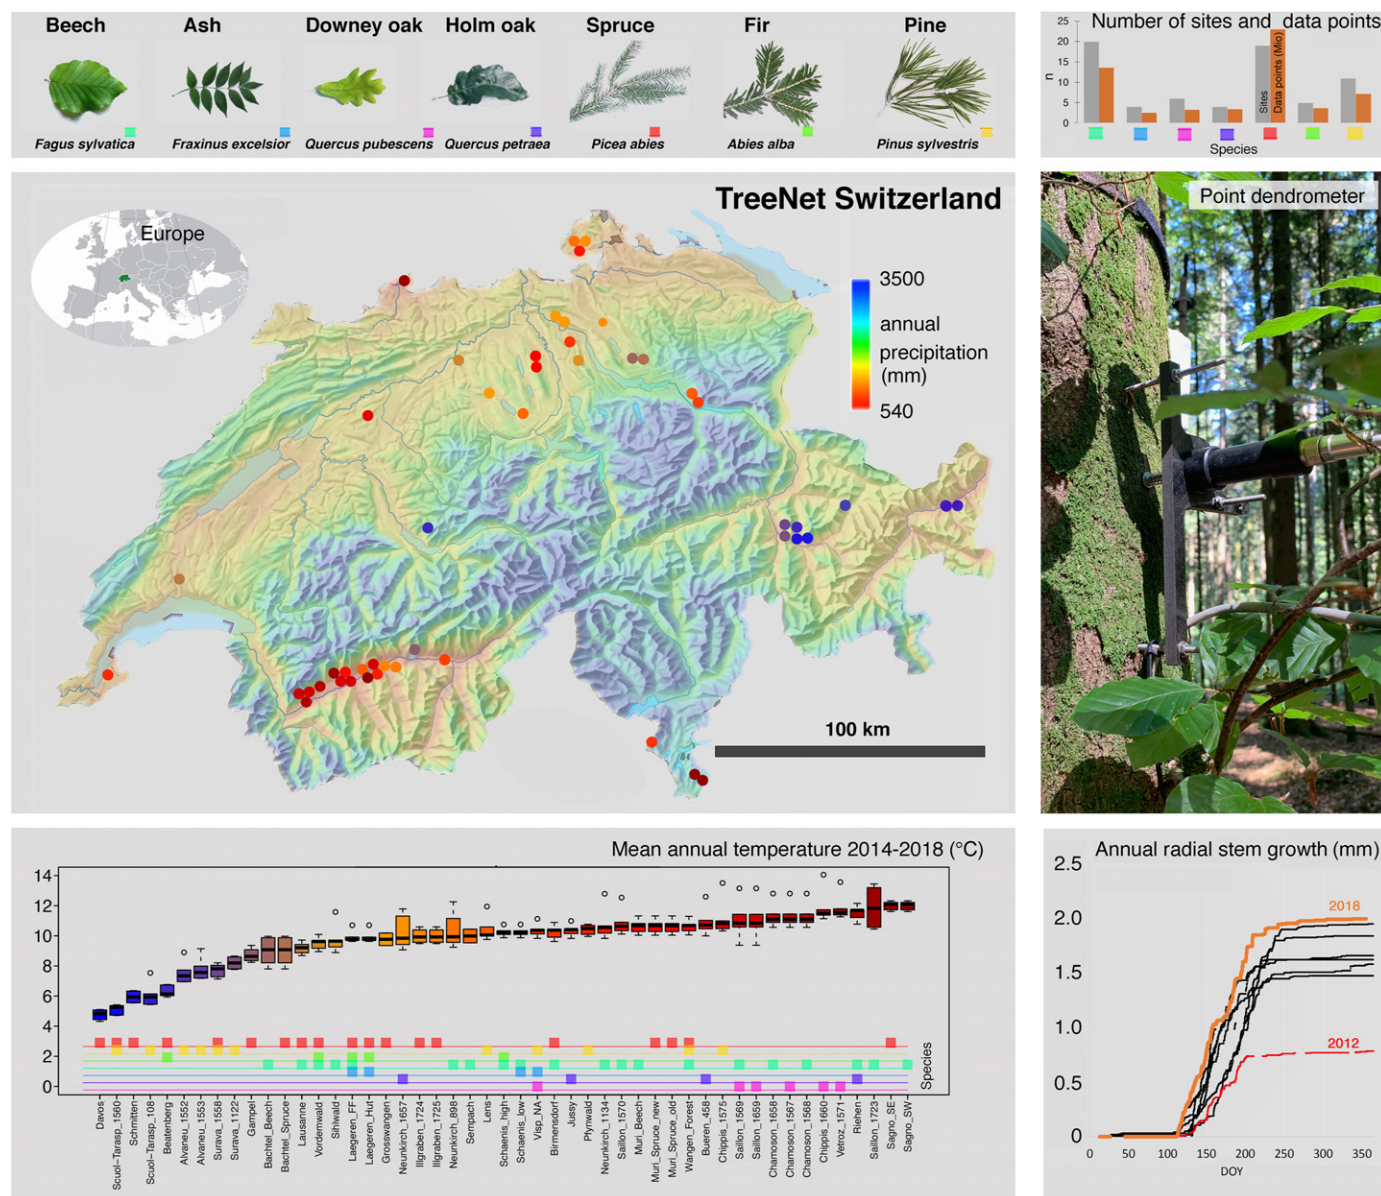 Beech
Ash
Downey oak
Holm oak
Spruce
Fir
Pine
Fagus sylvatica
Fraxinus excelsior
Quercus pubescens
Quercus petraea
Picea abies
Abies alba
Pinus sylvestris
Number of sites and data points
25
20
15
10
5
0
n
Sites
Data points (Mio)
Species
TreeNet Switzerland
Europe
3500
annual
precipitation
(mm)
540
100 km
Point dendrometer
Mean annual temperature 2014-2018 (°C)
14
12
10
8
6
4
2
0
Species
Davos
Scuol-Tarasp_1560
Schmitten
Scuol-Tarasp_108
Beatenberg
Alvaneu_1552
Alvaneu_1553
Surava_1558
Surava_1122
Gampel
Bachtel_Beech
Bachtel_Spruce
Lausanne
Vordemwald
Sihlwald
Laegeren_FF
Laegeren_Hut
Grosswangen
Neunkirch_1657
Illgraben_1724
Illgraben_1725
Neunkirch_898
Sempach
Lens
Schaenis_high
Schaenis_low
Visp_NA
Birmensdorf
Jussy
Pfynwald
Neunkirch_1134
Saillon_1570
Muri_Beech
Muri_Spruce_new
Muri_Spruce_old
Wangen_Forest
Bueren_458
Chippis_1575
Saillon_1569
Saillon_1659
Chamoson_1658
Chamoson_1567
Chamoson_1568
Chippis_1660
Vetroz_1571
Riehen
Saillon_1723
Sagno_SE
Sagno_SW
Annual radial stem growth (mm)
2.5
2.0
1.5
1.0
0.5
0
2018
2012
0 50 100 150 200 250 300 350
DOY